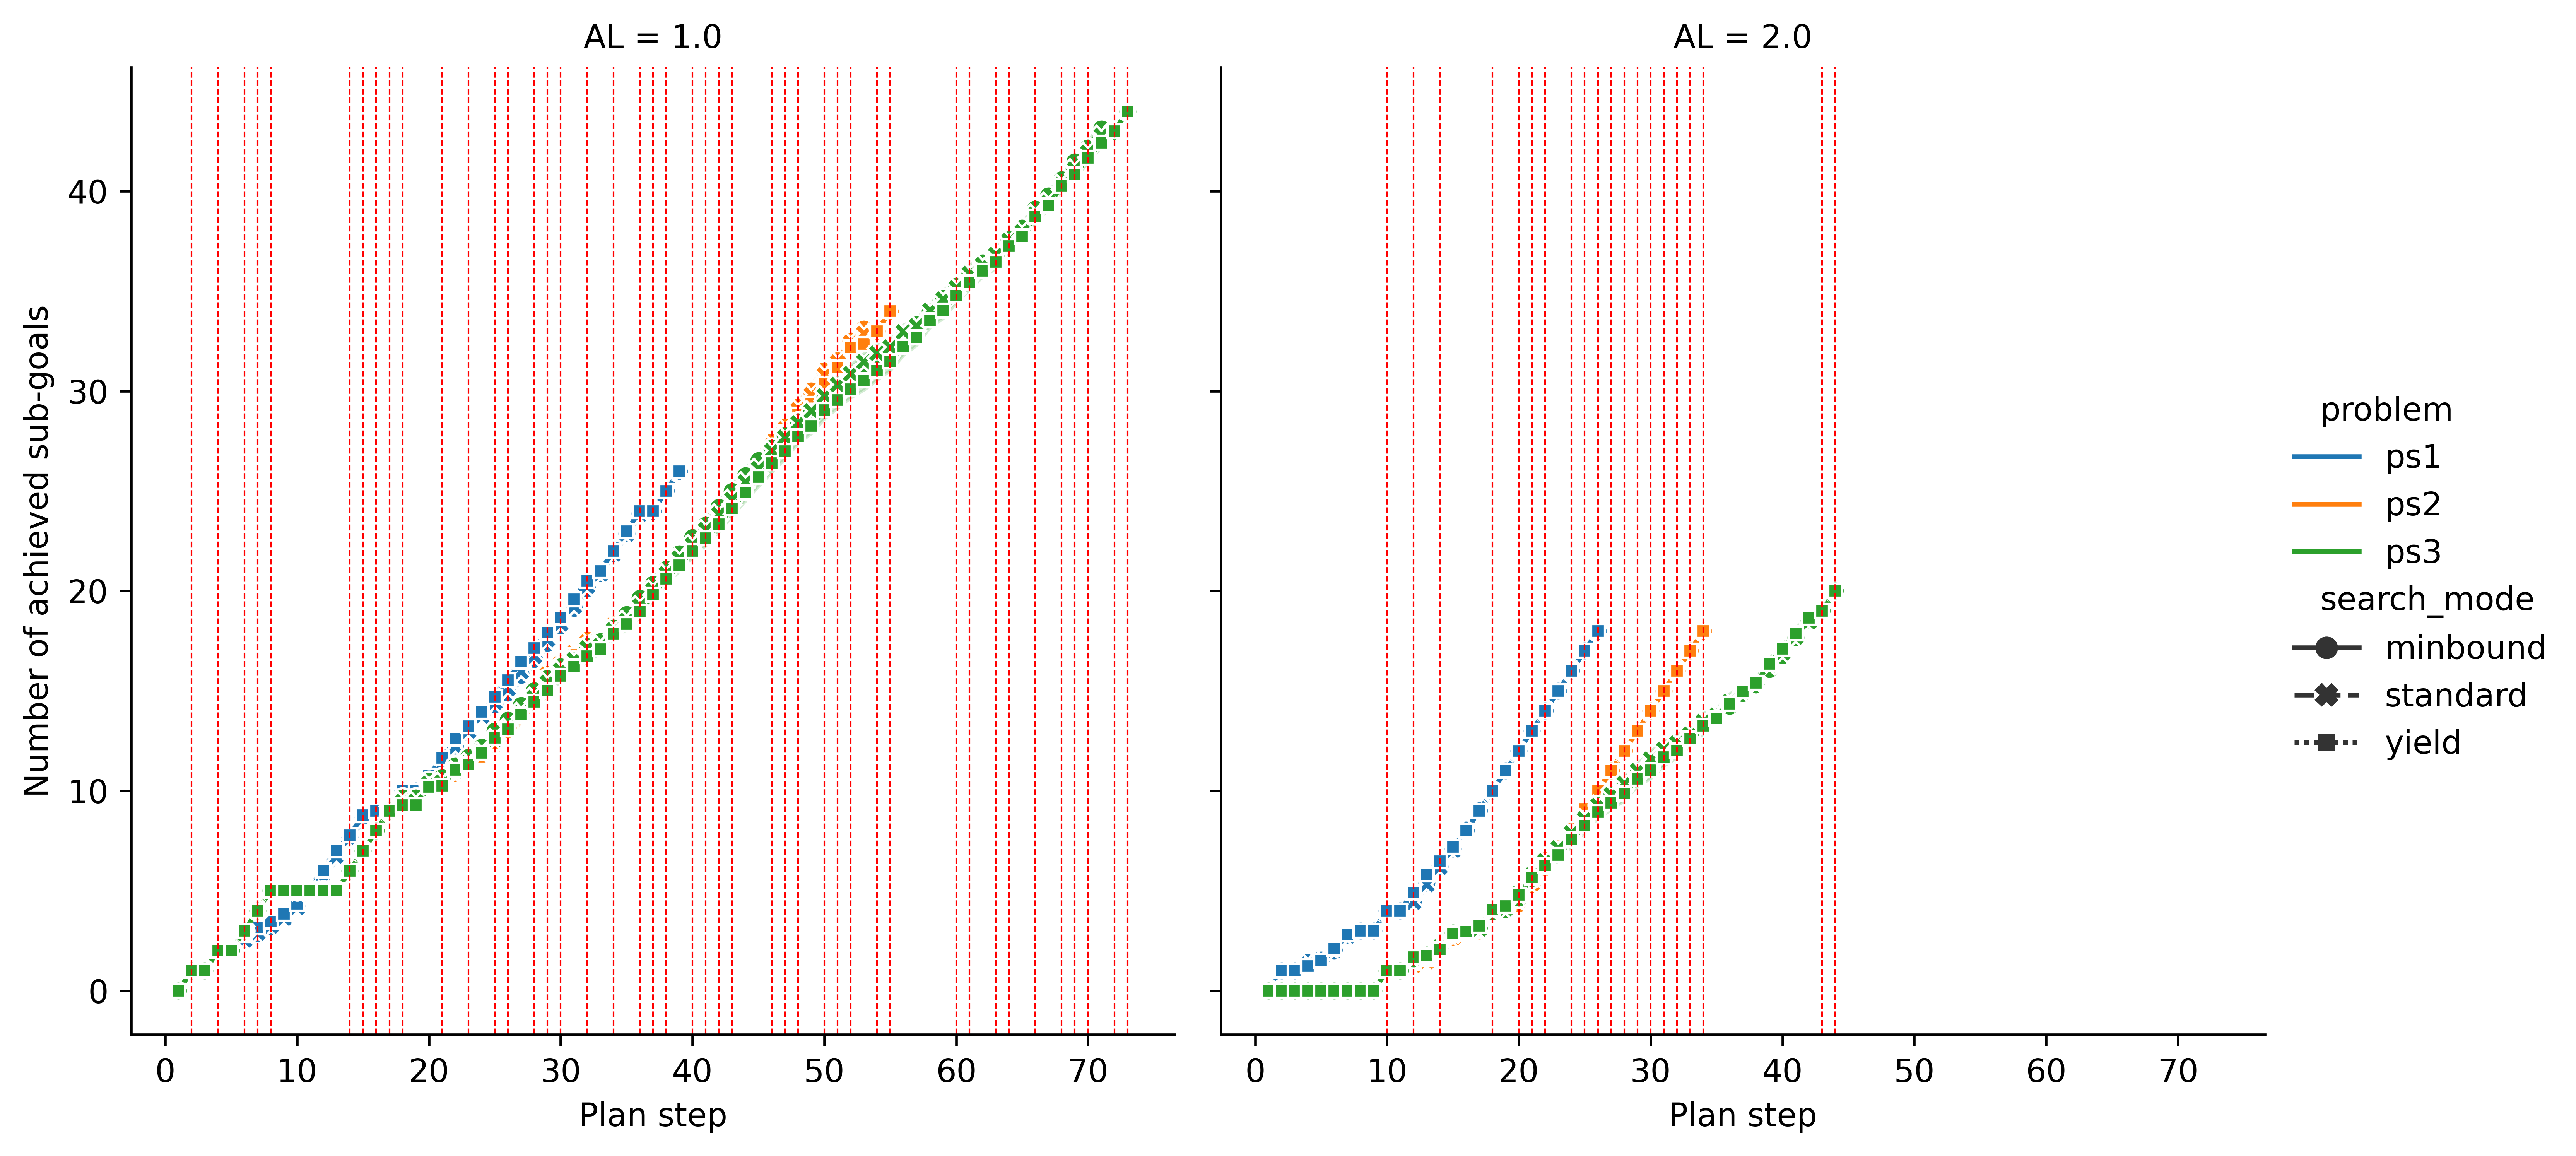 AL = 1.0
AL = 2.0
Number of achieved sub-goals
40
30
20
10
0
0 10 20 30 40 50 60 70
0 10 20 30 40 50 60 70
Plan step
Plan step
problem
ps1
ps2
ps3
search_mode
minbound
standard
yield